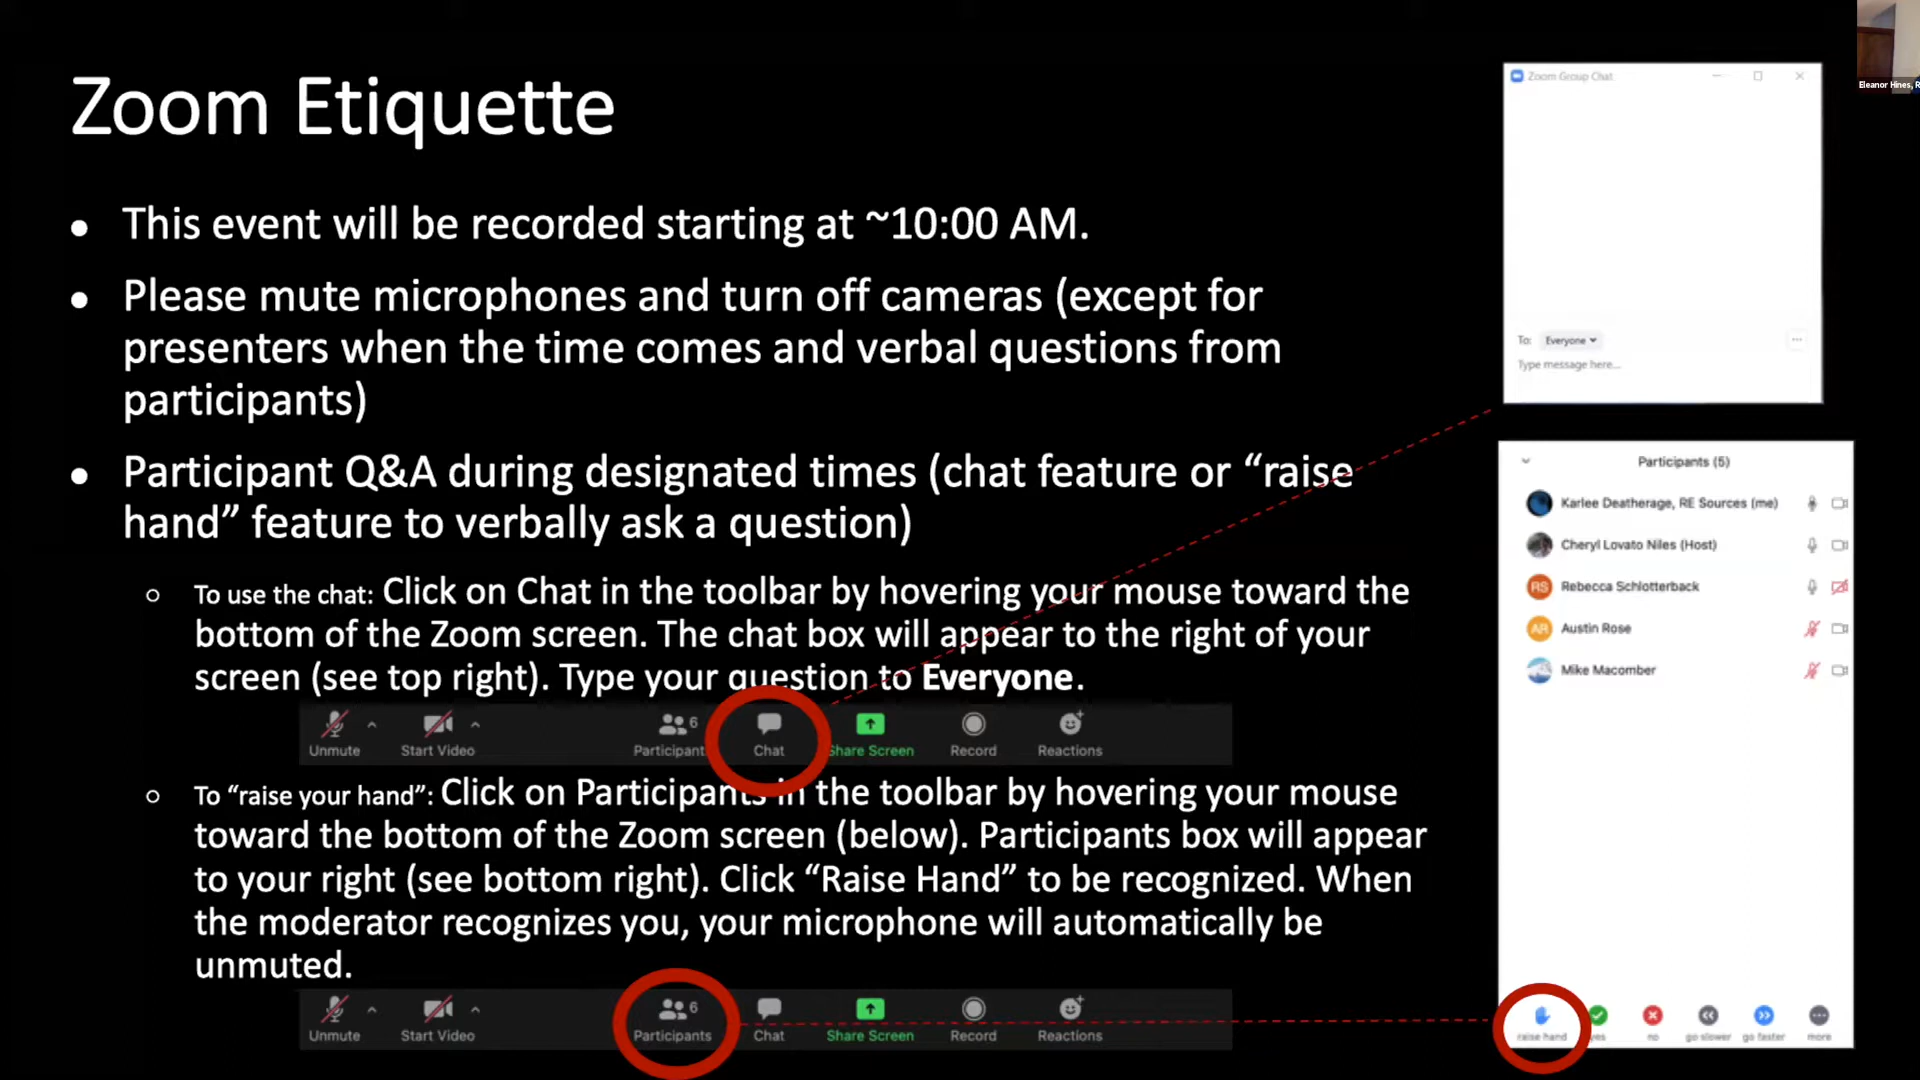 Zoom Etiquette
Eleanor Hines, R
• This event will be recorded starting at ~10:00 AM.
• Please mute microphones and turn off cameras (except for
presenters when the time comes and verbal questions from
participants)
• Participant Q&A during designated times (chat feature or “raise
hand” feature to verbally ask a question)
○ To use the chat: Click on Chat in the toolbar by hovering your mouse toward the
bottom of the Zoom screen. The chat box will appear to the right of your
screen (see top right). Type your question to Everyone.
Unmute Start Video Participant 6 Chat Share Screen Record Reactions
○ To “raise your hand”: Click on Participants in the toolbar by hovering your mouse
toward the bottom of the Zoom screen (below). Participants box will appear
to your right (see bottom right). Click “Raise Hand” to be recognized. When
the moderator recognizes you, your microphone will automatically be
unmuted.
Unmute Start Video Participants 6 Chat Share Screen Record Reactions
Zoom Group Chat
To: Everyone
Type message here...
Participants (5)
Karlee Deatherage, RE Sources (me)
Cheryl Lovato Niles (Host)
RS Rebecca Schlotterback
AR Austin Rose
Mike Macomber
raise hand yes no go slower go faster more